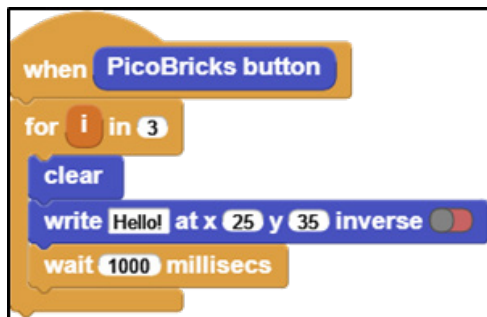 when PicoBricks button
for i in 3
clear
write Hello! at x 25 y 35 inverse
wait 1000 millisecs